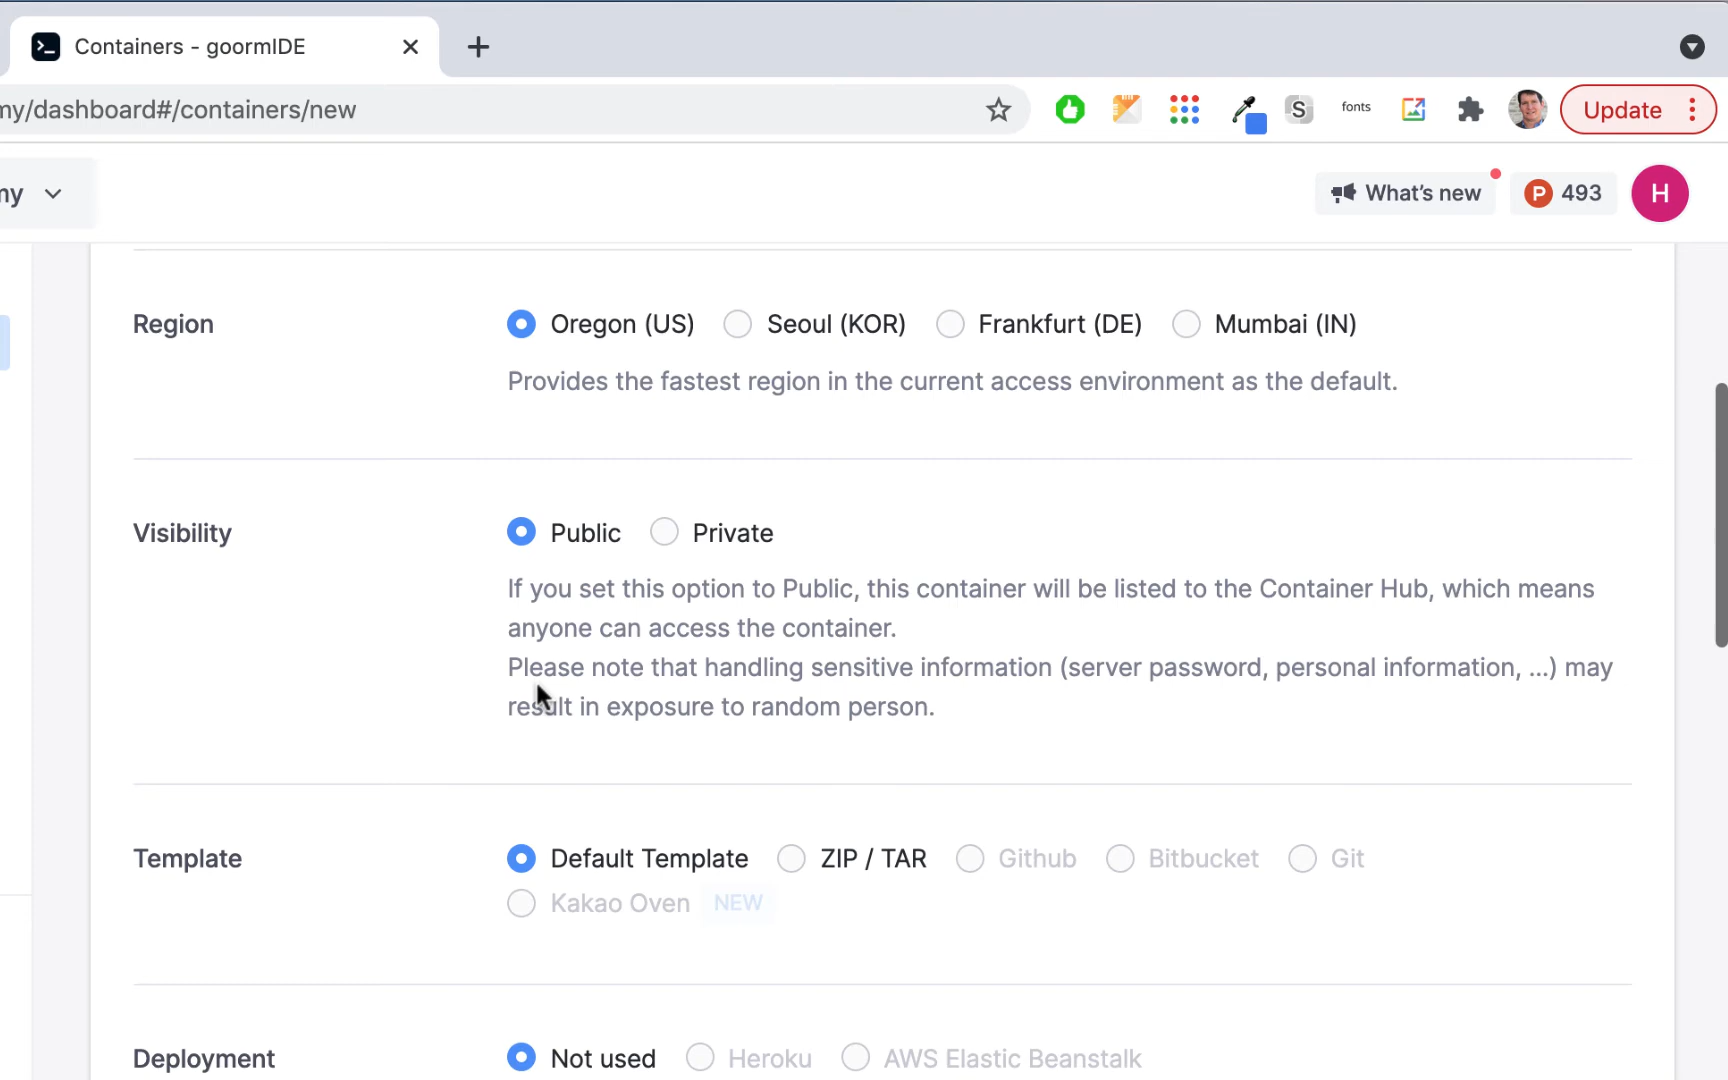 Containers - goormIDE
my/dashboard#/containers/new
fonts
S
Update
my
What's new
P 493
H
Region
Oregon (US) Seoul (KOR) Frankfurt (DE) Mumbai (IN)
Provides the fastest region in the current access environment as the default.
Visibility
Public Private
If you set this option to Public, this container will be listed to the Container Hub, which means
anyone can access the container.
Please note that handling sensitive information (server password, personal information, ...) may
result in exposure to random person.
Template
Default Template ZIP / TAR Github Bitbucket Git
Kakao Oven NEW
Deployment
Not used Heroku AWS Elastic Beanstalk